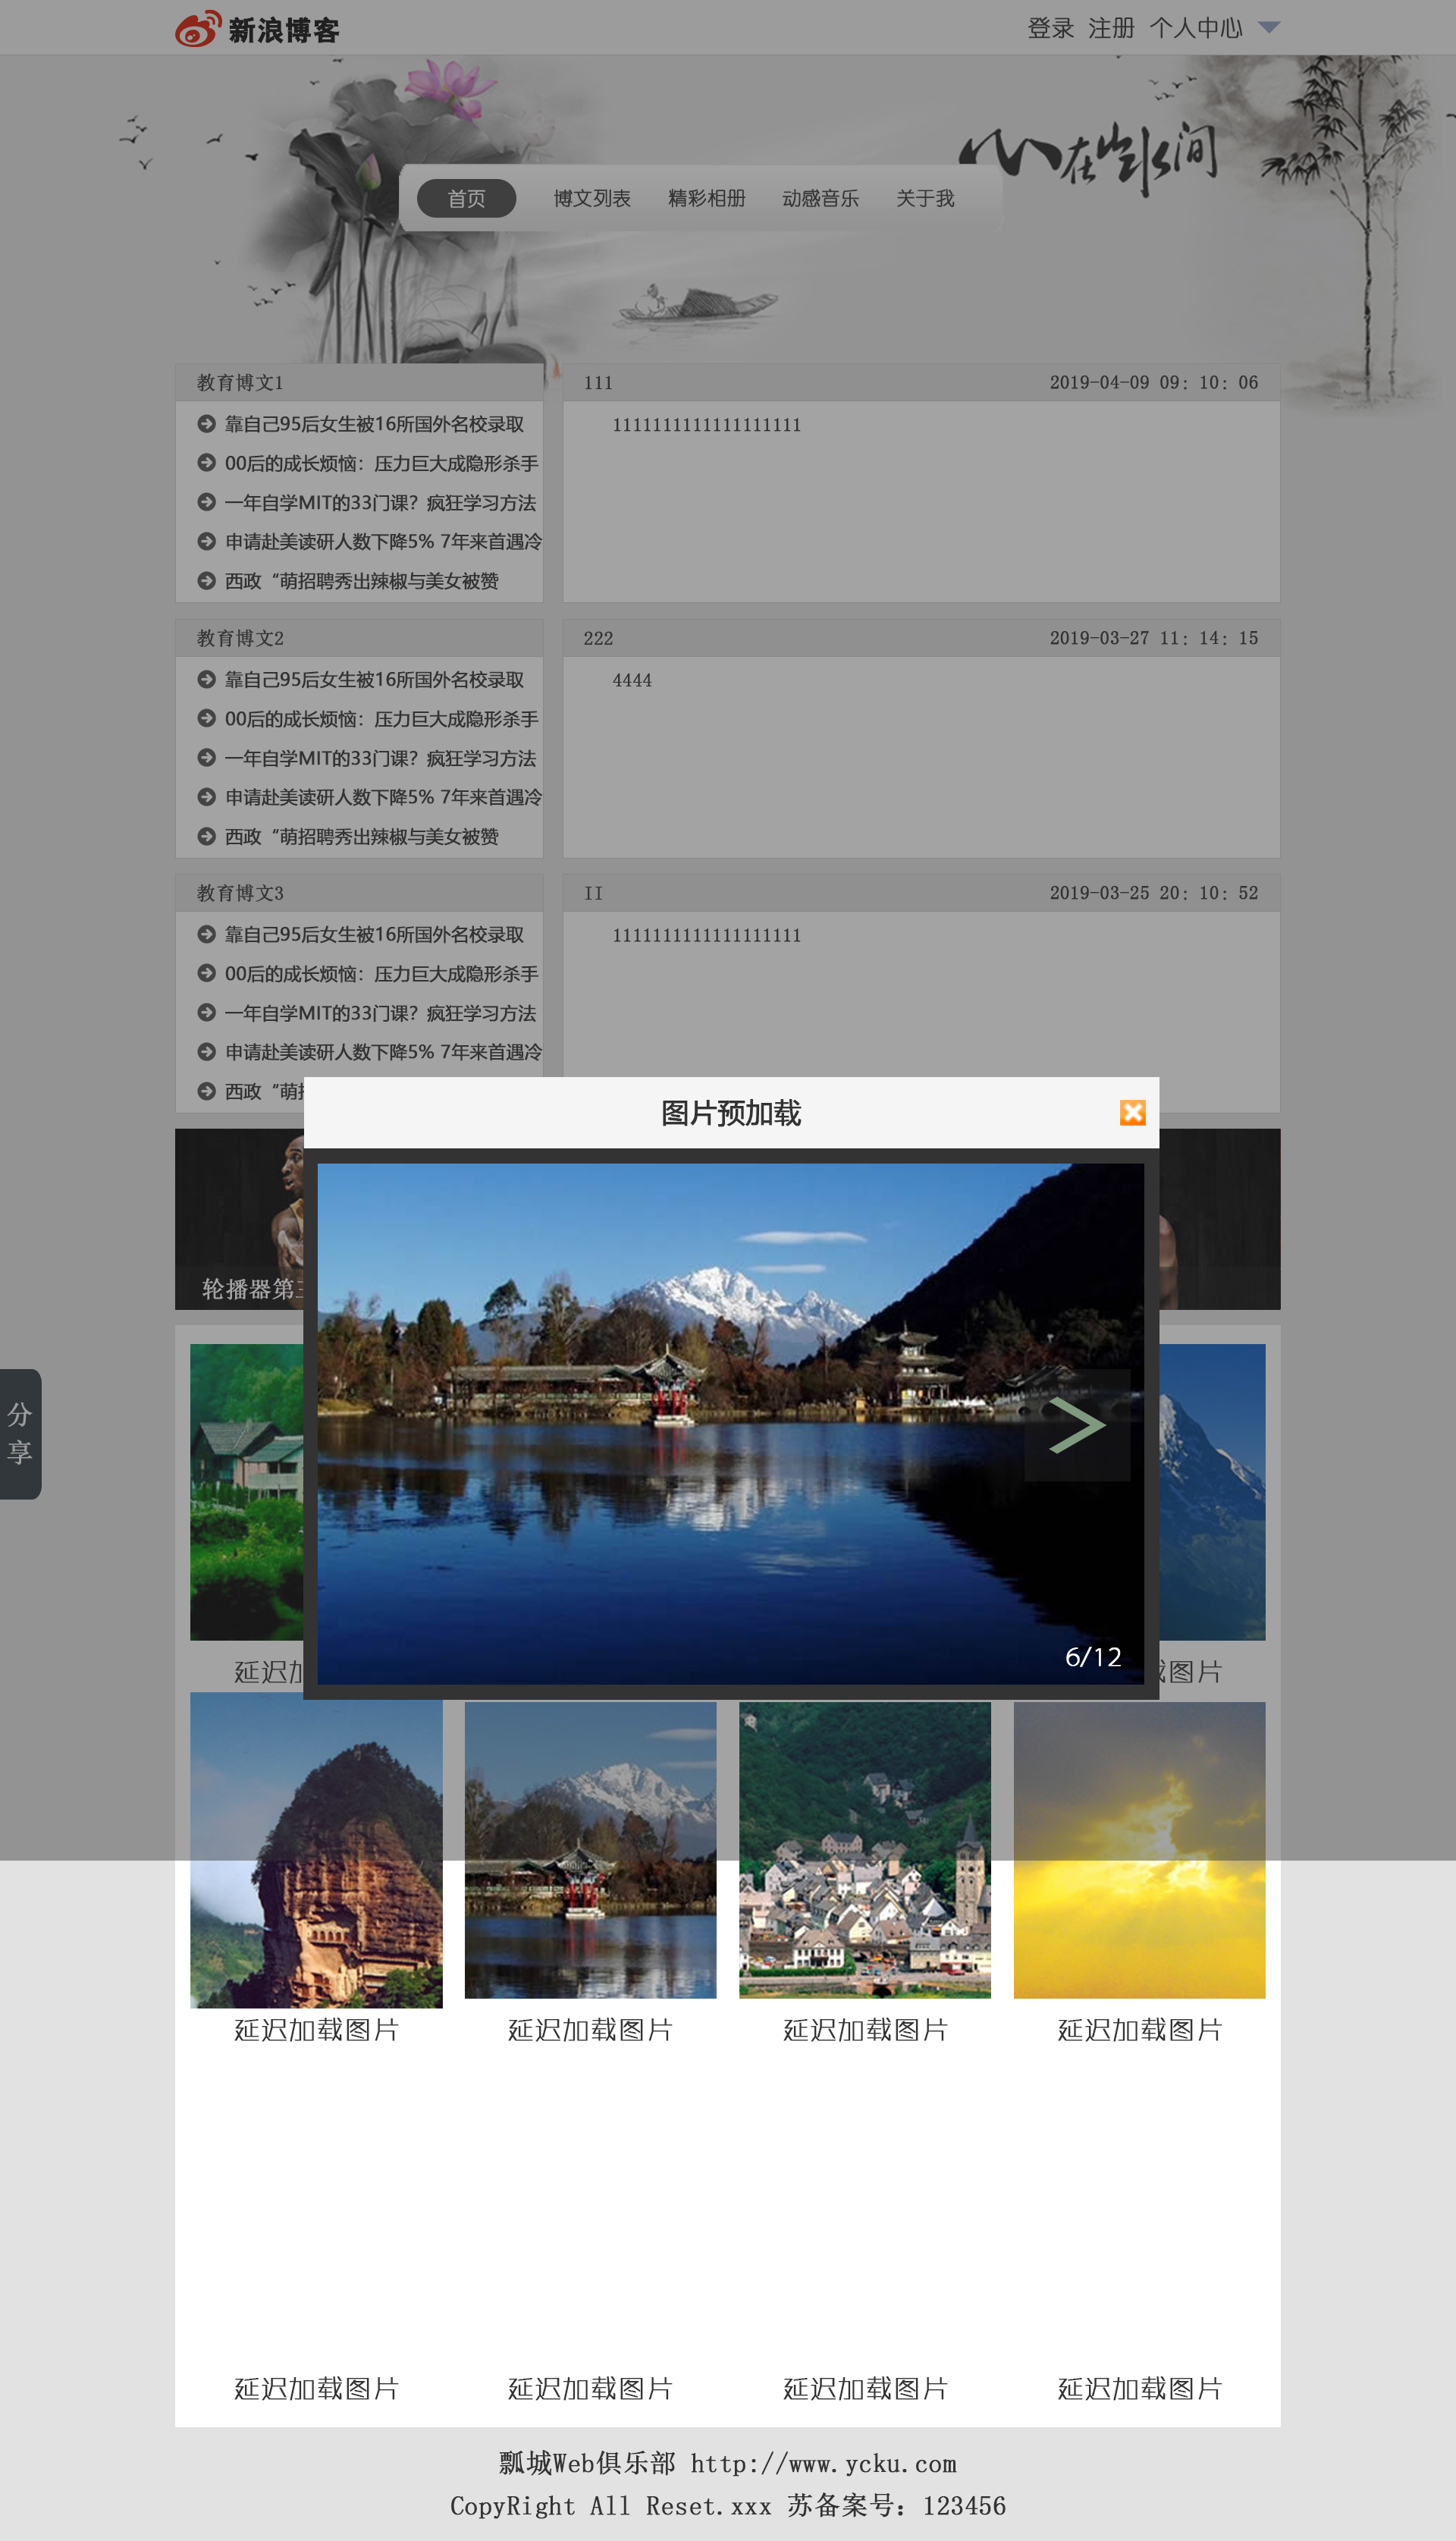 新浪博客
登录 注册 个人中心
心在山水间
首页 博文列表 精彩相册 动感音乐 关于我
教育博文1
靠自己95后女生被16所国外名校录取
00后的成长烦恼：压力巨大成隐形杀手
一年自学MIT的33门课？疯狂学习方法
申请赴美读研人数下降5% 7年来首遇冷
西政“萌招聘秀出辣椒与美女被赞
111 2019-04-09 09：10：06
1111111111111111111
教育博文2
靠自己95后女生被16所国外名校录取
00后的成长烦恼：压力巨大成隐形杀手
一年自学MIT的33门课？疯狂学习方法
申请赴美读研人数下降5% 7年来首遇冷
西政“萌招聘秀出辣椒与美女被赞
222 2019-03-27 11：14：15
4444
教育博文3
靠自己95后女生被16所国外名校录取
00后的成长烦恼：压力巨大成隐形杀手
一年自学MIT的33门课？疯狂学习方法
申请赴美读研人数下降5% 7年来首遇冷
西政“萌
II 2019-03-25 20：10：52
1111111111111111111
图片预加载
轮播器第
分
享
>
6/12
延迟加
图片
延迟加载图片 延迟加载图片 延迟加载图片 延迟加载图片
延迟加载图片 延迟加载图片 延迟加载图片 延迟加载图片
瓢城Web俱乐部 http://www.ycku.com
CopyRight All Reset.xxx 苏备案号：123456